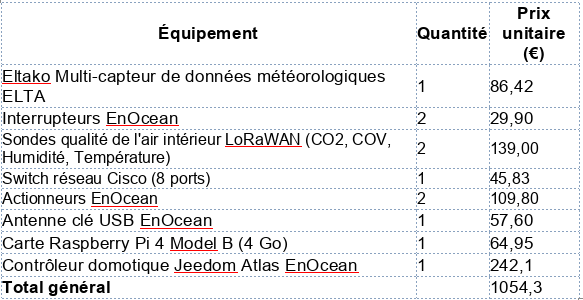 Équipement Quantité Prix unitaire (€)
Eltako Multi-capteur de données météorologiques ELTA 1 86,42
Interrupteurs EnOcean 2 29,90
Sondes qualité de l'air intérieur LoRaWAN (CO2, COV, Humidité, Température) 2 139,00
Switch réseau Cisco (8 ports) 1 45,83
Actionneurs EnOcean 2 109,80
Antenne clé USB EnOcean 1 57,60
Carte Raspberry Pi 4 Model B (4 Go) 1 64,95
Contrôleur domotique Jeedom Atlas EnOcean 1 242,1
Total général 1054,3